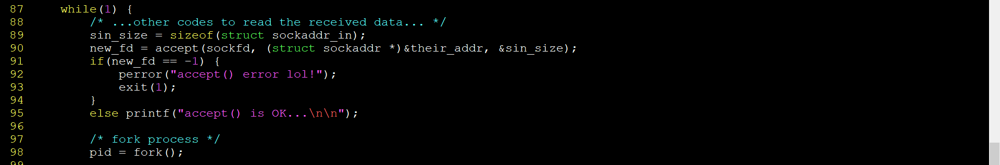 87     while(1) {
88         /* ...other codes to read the received data... */
89         sin_size = sizeof(struct sockaddr_in);
90         new_fd = accept(sockfd, (struct sockaddr *)&their_addr, &sin_size);
91         if(new_fd == -1) {
92             perror("accept() error lol!");
93             exit(1);
94         }
95         else printf("accept() is OK...\n\n");
96
97         /* fork process */
98         pid = fork();
99